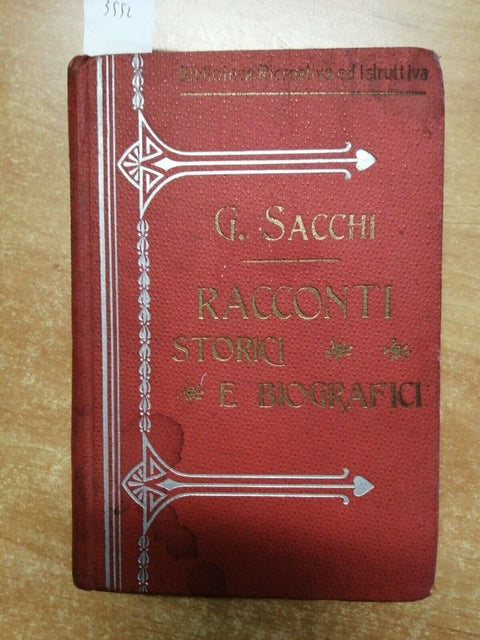 3552
Biblioteca Ricreativa ed Istruttiva
G. SACCHI
RACCONTI
STORICI
E BIOGRAFICI